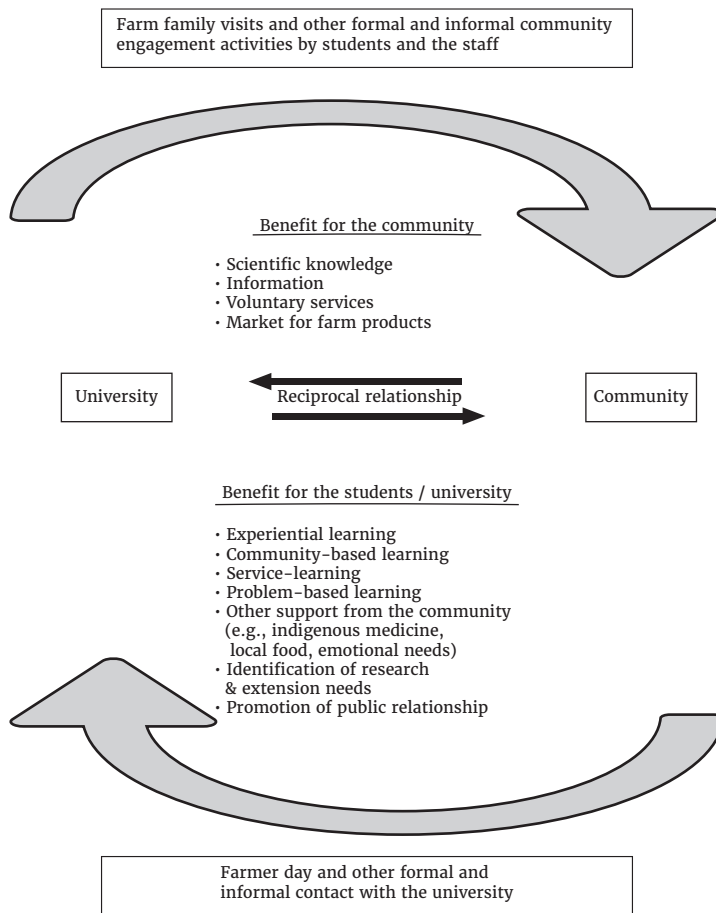 Farm family visits and other formal and informal community
engagement activities by students and the staff
Benefit for the community
· Scientific knowledge
· Information
· Voluntary services
· Market for farm products
University
Reciprocal relationship
Community
Benefit for the students / university
· Experiential learning
· Community-based learning
· Service-learning
· Problem-based learning
· Other support from the community
(e.g., indigenous medicine,
local food, emotional needs)
· Identification of research
& extension needs
· Promotion of public relationship
Farmer day and other formal and
informal contact with the university